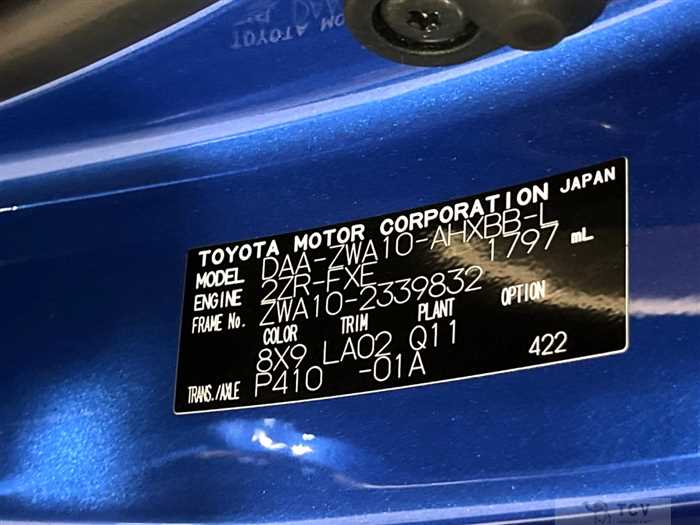 TOYOTA MOTOR CORPORATION JAPAN
MODEL DAA-ZWA10-AHXBB-L
ENGINE 2ZR-FXE 1797 mL
FRAME No. ZWA10-2339832
COLOR TRIM PLANT OPTION
8X9 LA02 Q11
TRANS./AXLE P410 -01A 422
TCV